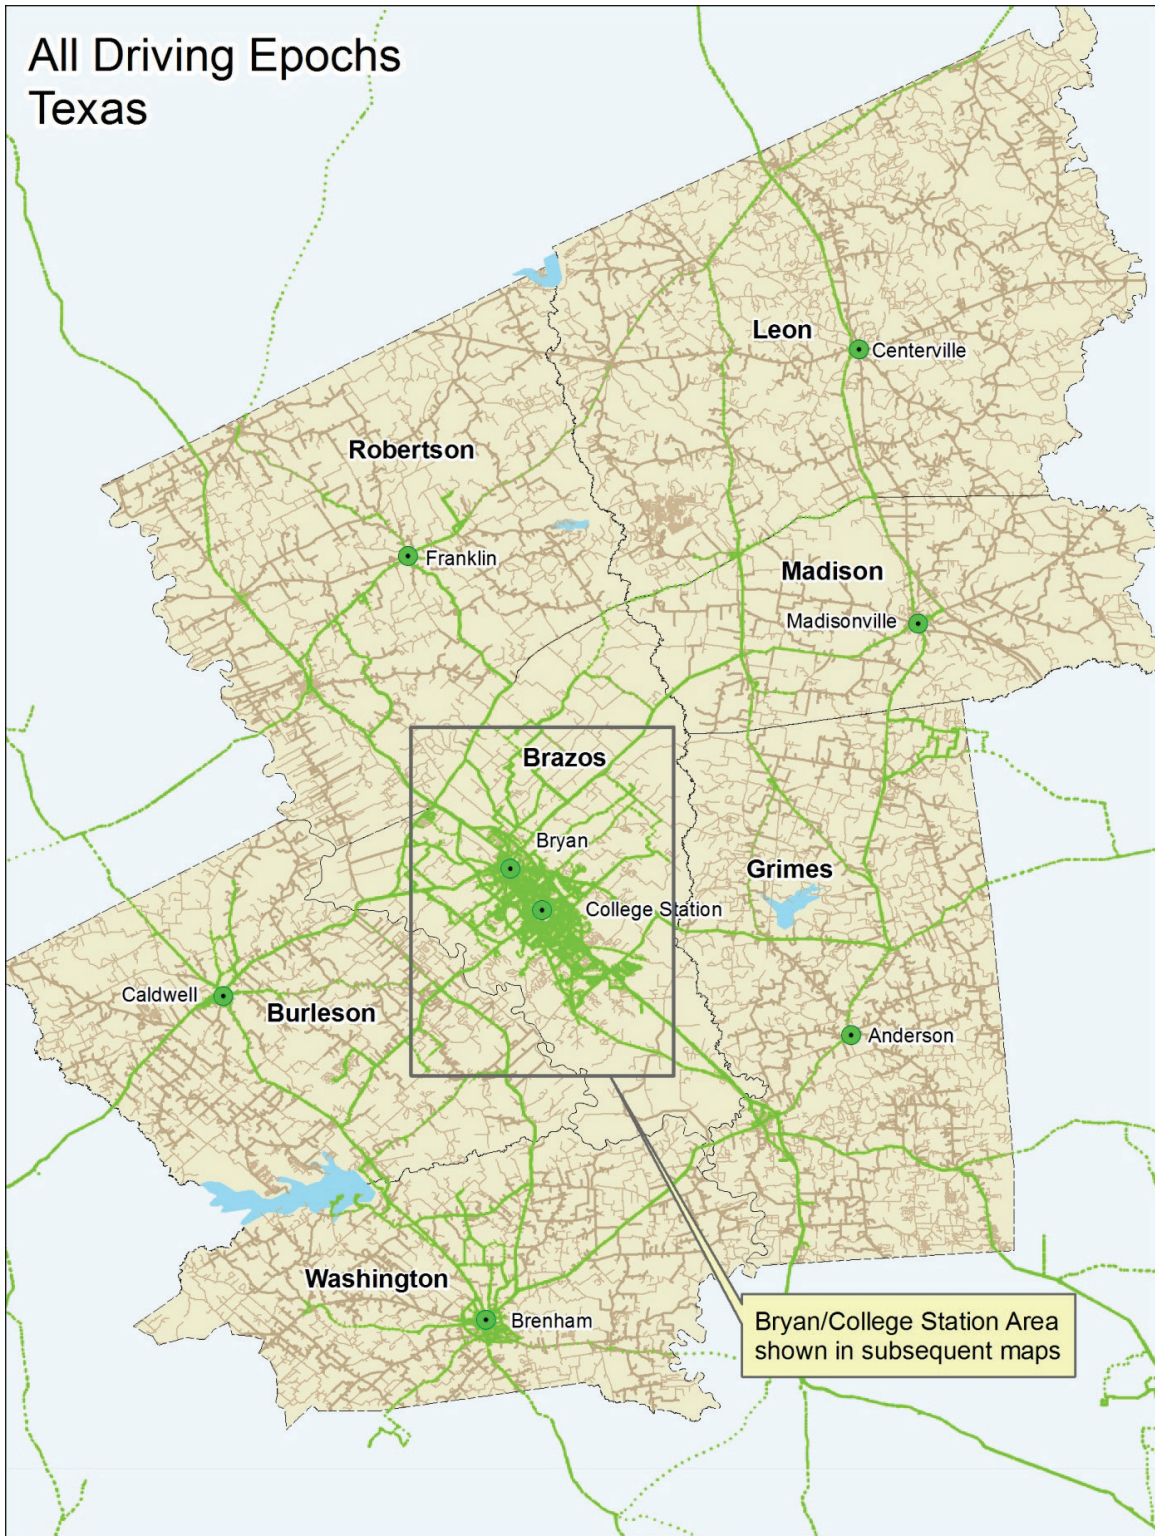 All Driving Epochs
Texas
Leon
Centerville
Robertson
Franklin
Madison
Madisonville
Brazos
Bryan
Grimes
College Station
Caldwell
Burleson
Anderson
Washington
Brenham
Bryan/College Station Area
shown in subsequent maps